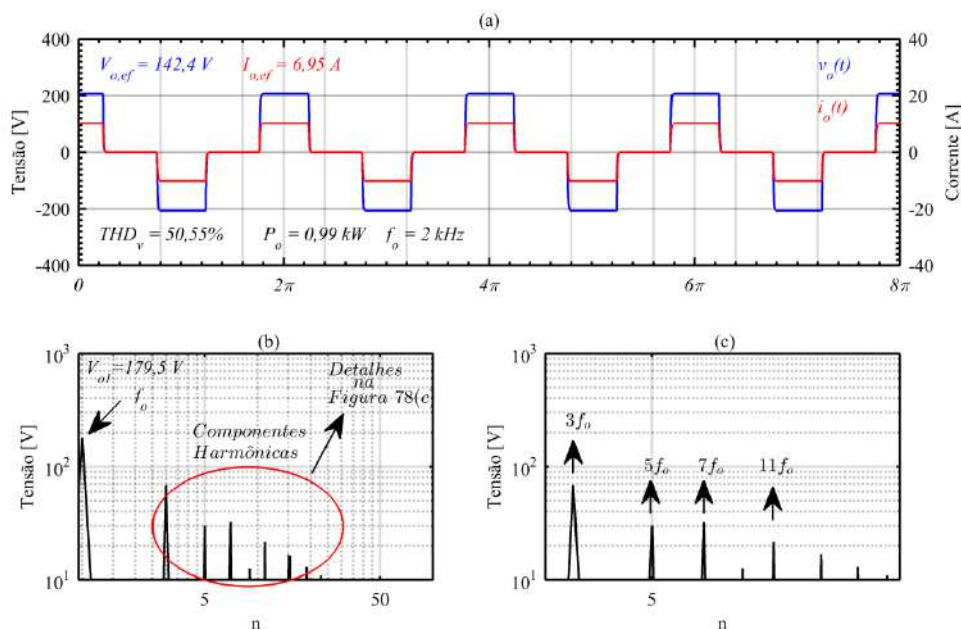 (a)
400
200
0
-200
-400
Tensão [V]
V_{o,ef} = 142,4 V
I_{o,ef} = 6,95 A
v_o(t)
i_o(t)
THD_v = 50,55%
P_o = 0,99 kW
f_o = 2 kHz
40
20
0
-20
-40
Corrente [A]
0
2π
4π
6π
8π
(b)
10^3
10^2
10^1
Tensão [V]
V_{o1}=179,5 V
f_o
Detalhes
na
Figura 78(c
Componentes
Harmônicas
5
50
n
(c)
10^3
10^2
10^1
Tensão [V]
3f_o
5f_o
7f_o
11f_o
5
n